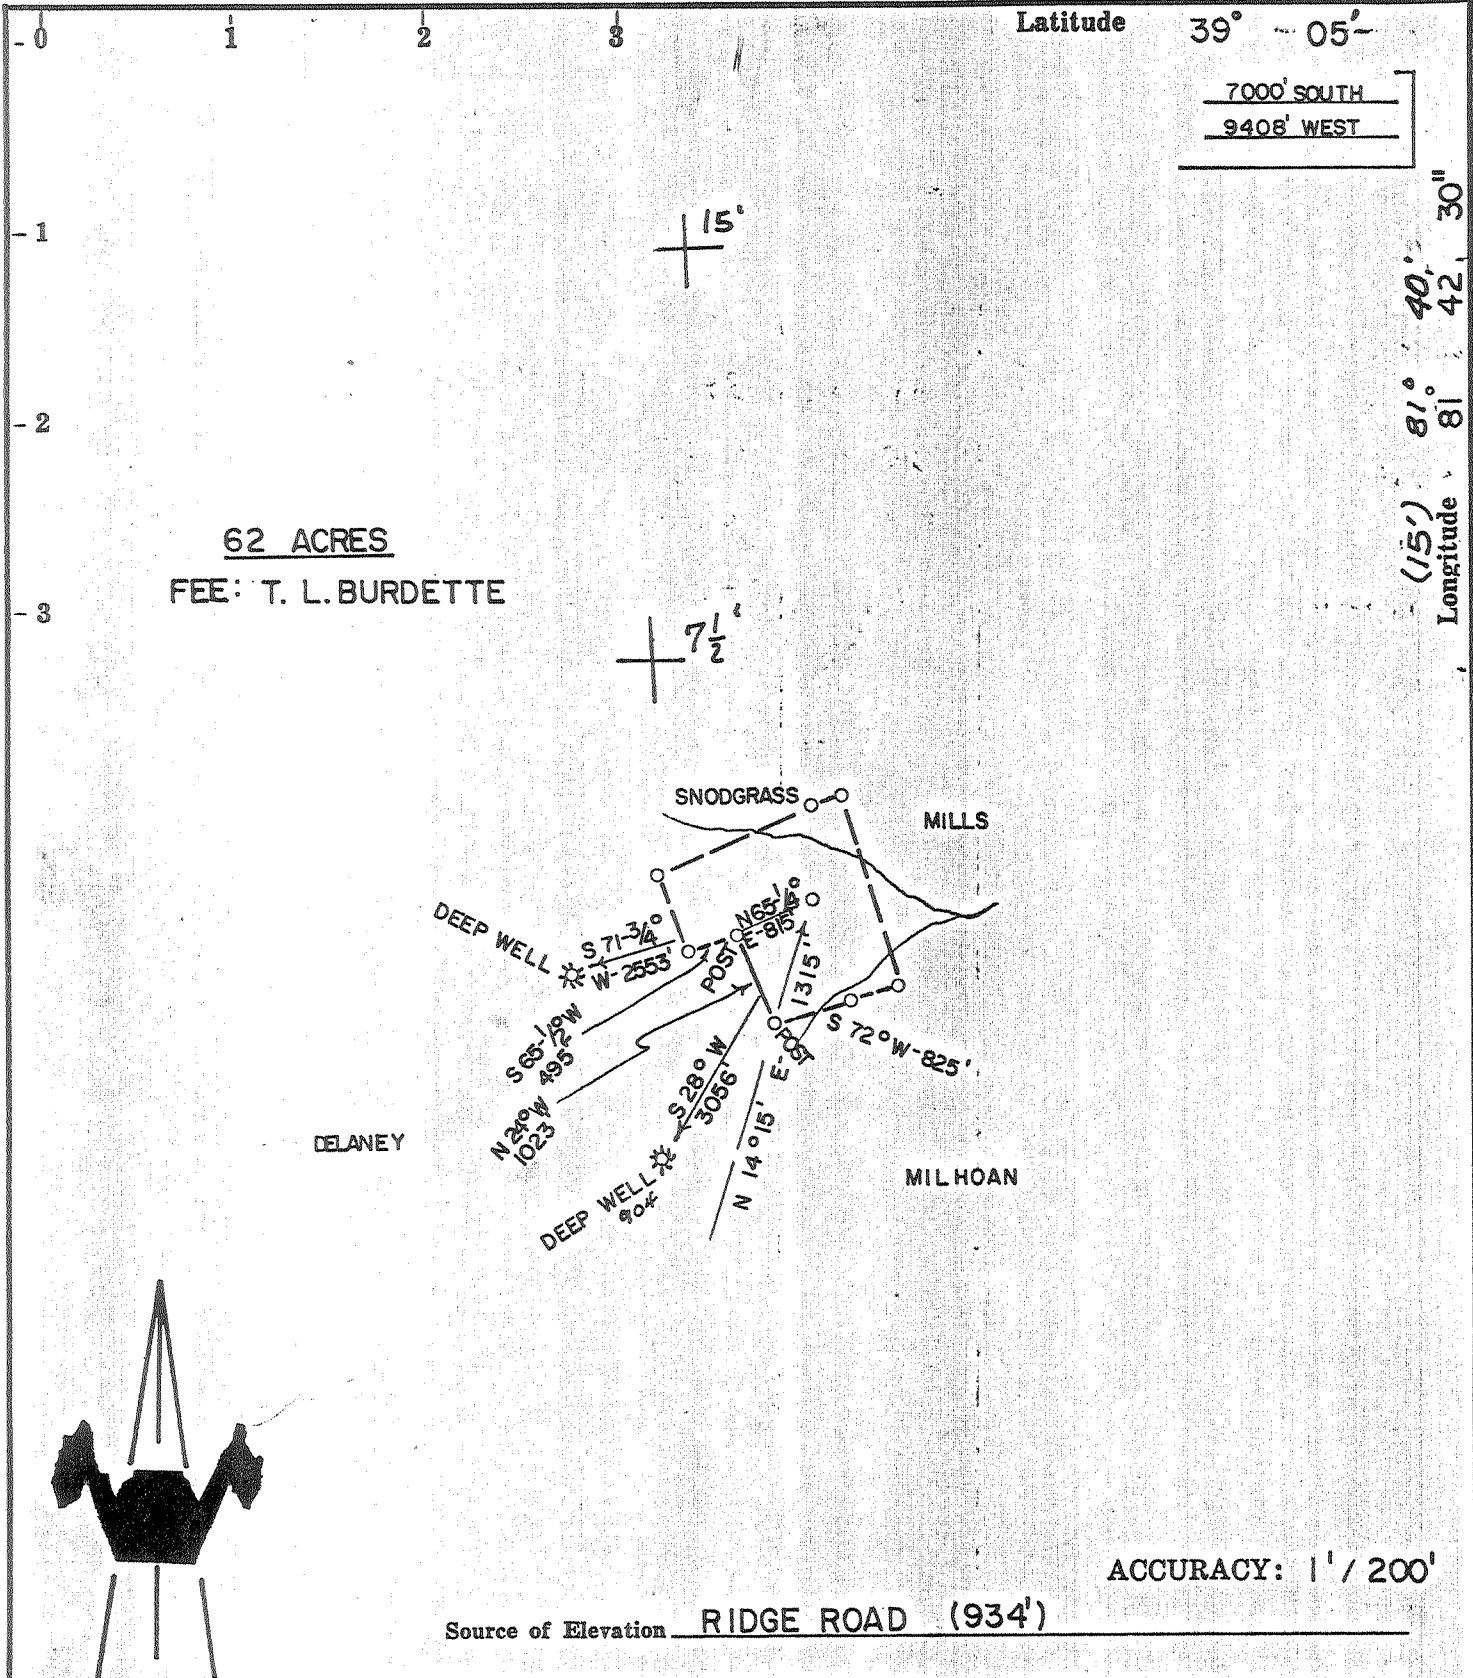 - 0 1 2 3
Latitude 39° - 05'
7000' SOUTH
9408' WEST
- 1
15'
(15') 81° 40'
Longitude 81° 42' 30"
- 2
62 ACRES
FEE: T. L. BURDETTE
- 3
7 1/2'
SNODGRASS
MILLS
DEEP WELL
S 71-3/4°
W-2553'
POST
N65-1/4°
E-815'
1315'
S 65-1/2° W
495'
N 24° W
1023'
S 28° W
3056'
POST
S 72° W-825'
N 14° 15' E-
DELANEY
MILHOAN
DEEP WELL
904
ACCURACY: 1' / 200'
Source of Elevation RIDGE ROAD (934')